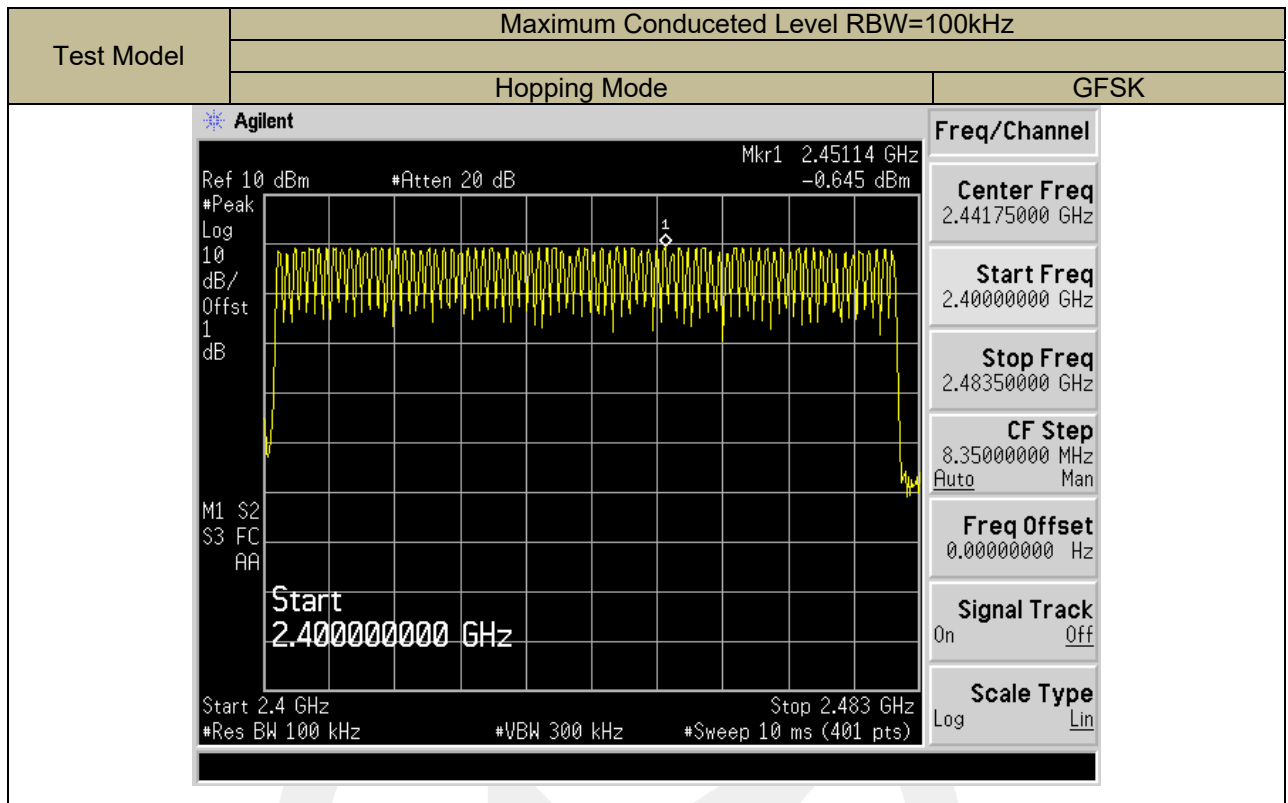 Test Model
Maximum Conduceted Level RBW=100kHz
Hopping Mode
GFSK
Agilent
Mkr1 2.45114 GHz
Ref 10 dBm #Atten 20 dB -0.645 dBm
#Peak
Log
10
dB/
Offst
1
dB
1
M1 S2
S3 FC
AA
Start
2.400000000 GHz
Start 2.4 GHz Stop 2.483 GHz
#Res BW 100 kHz #VBW 300 kHz #Sweep 10 ms (401 pts)
Freq/Channel
Center Freq
2.44175000 GHz
Start Freq
2.40000000 GHz
Stop Freq
2.48350000 GHz
CF Step
8.35000000 MHz
Auto Man
Freq Offset
0.00000000 Hz
Signal Track
On Off
Scale Type
Log Lin